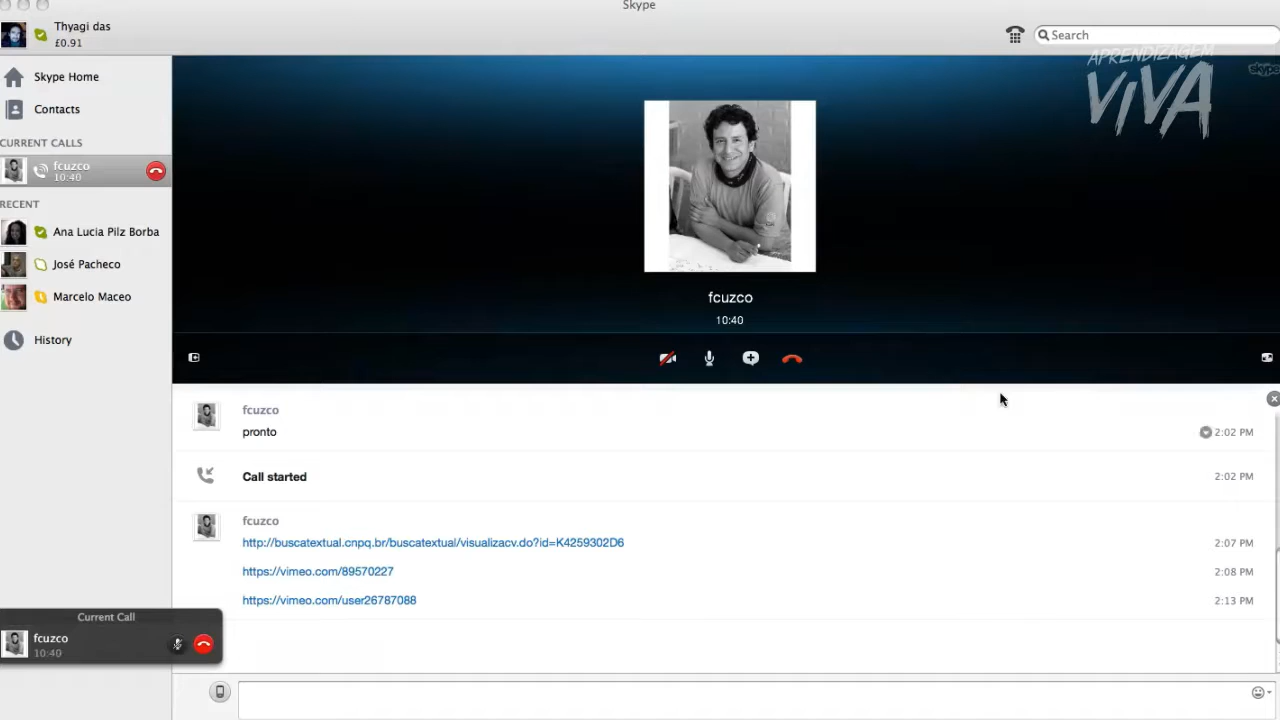 Skype
Thyagi das
£0.91
Search
APRENDIZAGEM
VIVA
skype
Skype Home
Contacts
CURRENT CALLS
fcuzco
10:40
RECENT
Ana Lucia Pilz Borba
José Pacheco
Marcelo Maceo
History
fcuzco
10:40
fcuzco
pronto
2:02 PM
Call started
2:02 PM
fcuzco
http://buscatextual.cnpq.br/buscatextual/visualizacv.do?id=K4259302D6
2:07 PM
https://vimeo.com/89570227
2:08 PM
https://vimeo.com/user26787088
2:13 PM
Current Call
fcuzco
10:40